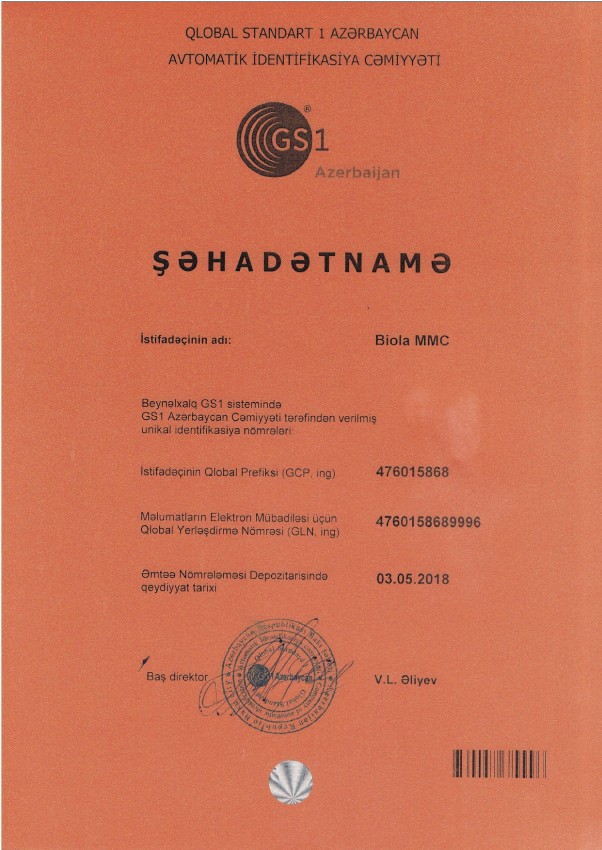 QLOBAL STANDART 1 AZƏRBAYCAN
AVTOMATİK İDENTİFİKASİYA CƏMİYYƏTİ
GS1
®
Azerbaijan
ŞƏHADƏTNAMƏ
İstifadəçinin adı: Biola MMC
Beynəlxalq GS1 sistemində
GS1 Azərbaycan Cəmiyyəti tərəfindən verilmiş
unikal identifikasiya nömrələri:
İstifadəçinin Qlobal Prefiksi (GCP, ing) 476015868
Məlumatların Elektron Mübadiləsi üçün
Qlobal Yerləşdirmə Nömrəsi (GLN, ing) 4760158689996
Əmtəə Nömrələməsi Depozitarisində
qeydiyyat tarixi 03.05.2018
Baş direktor V.L. Əliyev
GS1 Azərbaycan